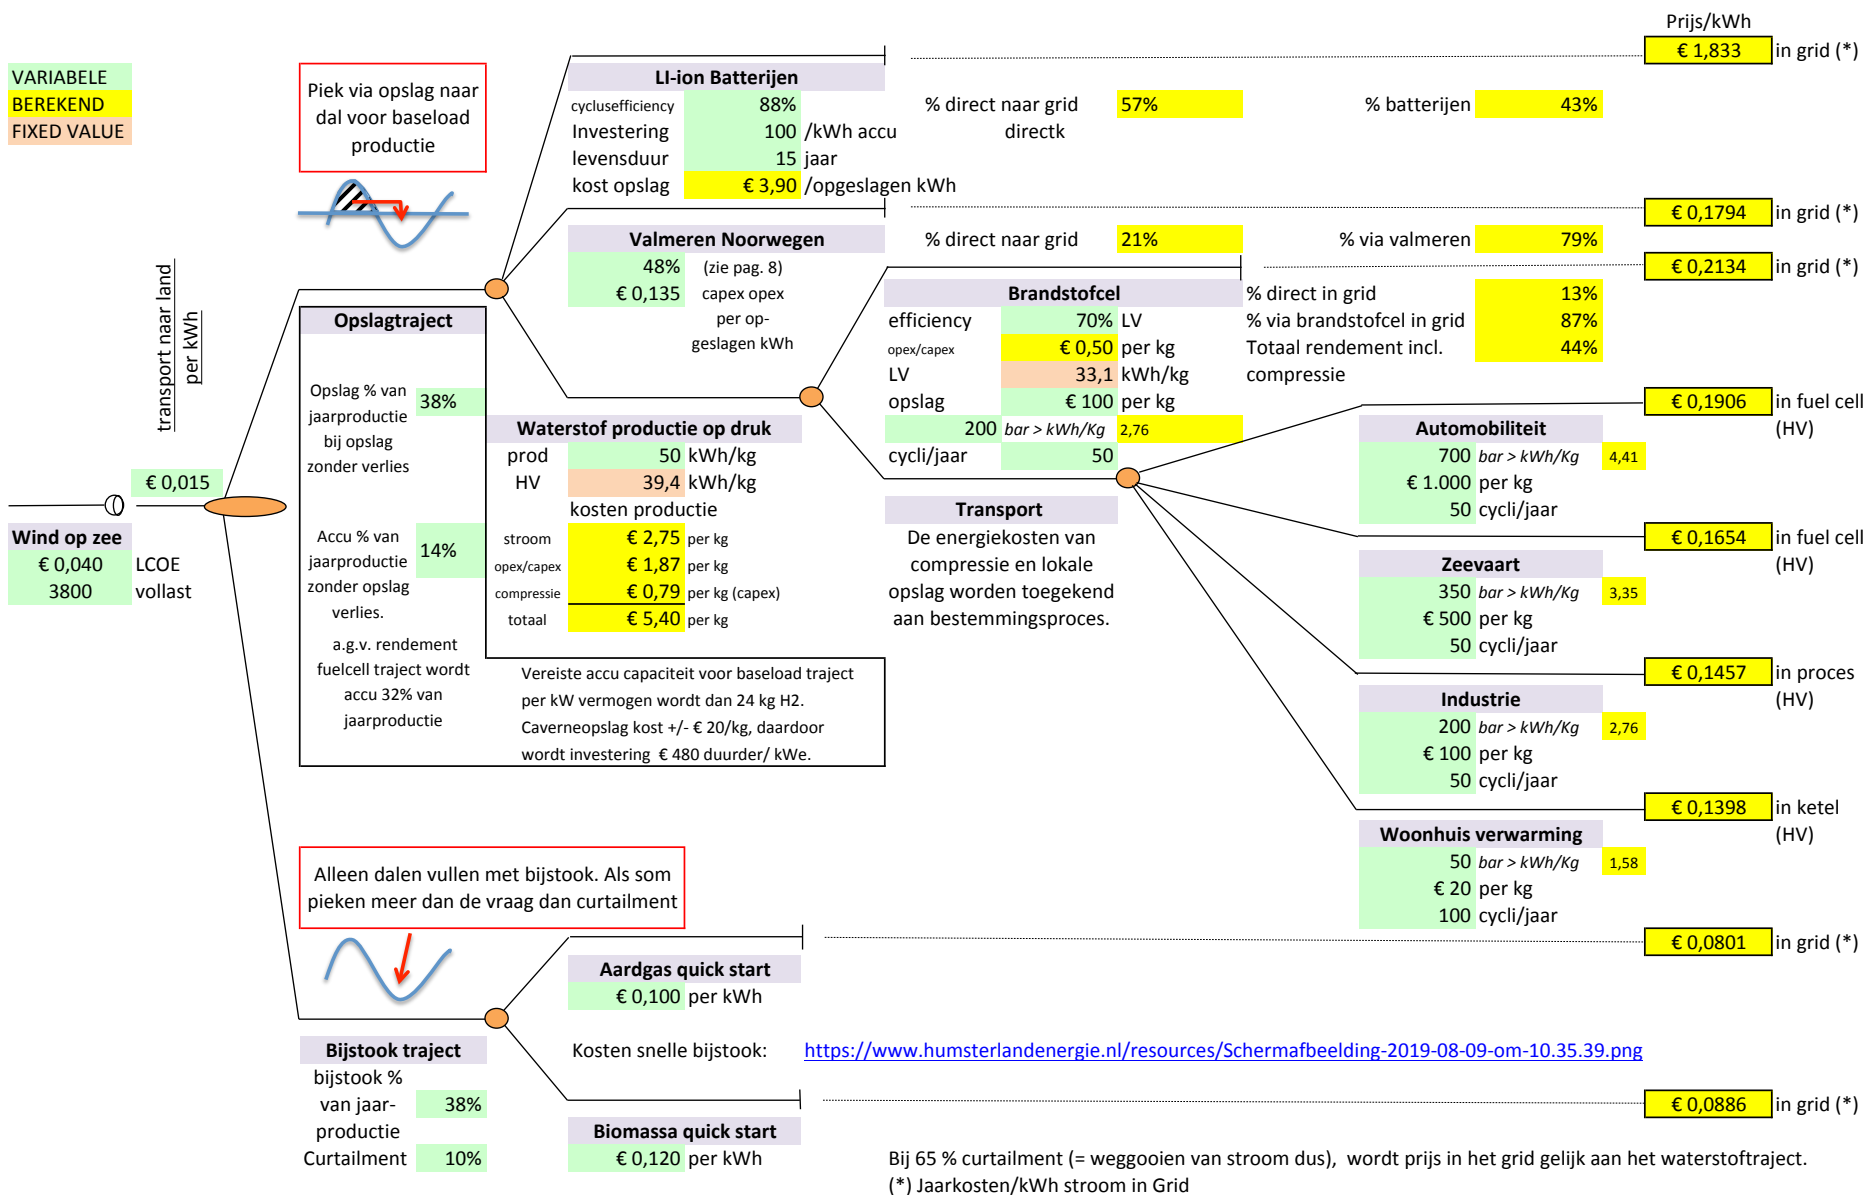 Prijs/kWh
€ 1,833 in grid (*)
VARIABELE
BEREKEND
FIXED VALUE
Piek via opslag naar
dal voor baseload
productie
LI-ion Batterijen
cyclusefficiency 88%
Investering 100 /kWh accu
levensduur 15 jaar
kost opslag € 3,90 /opgeslagen kWh
% direct naar grid 57%
directk
% batterijen 43%
€ 0,1794 in grid (*)
Valmeren Noorwegen
48% (zie pag. 8)
€ 0,135 capex opex
per op-
geslagen kWh
% direct naar grid 21%
% via valmeren 79%
€ 0,2134 in grid (*)
transport naar land
per kWh
€ 0,015
Wind op zee
€ 0,040 LCOE
3800 vollast
Opslagtraject
Opslag % van
jaarproductie
bij opslag
zonder verlies
38%
Accu % van
jaarproductie
zonder opslag
verlies.
14%
a.g.v. rendement
fuelcell traject wordt
accu 32% van
jaarproductie
Brandstofcel
efficiency 70% LV
opex/capex € 0,50 per kg
LV 33,1 kWh/kg
opslag € 100 per kg
200 bar > kWh/Kg 2,76
cycli/jaar 50
% direct in grid 13%
% via brandstofcel in grid 87%
Totaal rendement incl. 44%
compressie
Waterstof productie op druk
prod 50 kWh/kg
HV 39,4 kWh/kg
kosten productie
stroom € 2,75 per kg
opex/capex € 1,87 per kg
compressie € 0,79 per kg (capex)
totaal € 5,40 per kg
Vereiste accu capaciteit voor baseload traject
per kW vermogen wordt dan 24 kg H2.
Caverneopslag kost +/- € 20/kg, daardoor
wordt investering € 480 duurder/ kWe.
Transport
De energiekosten van
compressie en lokale
opslag worden toegekend
aan bestemmingsproces.
€ 0,1906 in fuel cell
(HV)
Automobiliteit
700 bar > kWh/Kg 4,41
€ 1.000 per kg
50 cycli/jaar
€ 0,1654 in fuel cell
(HV)
Zeevaart
350 bar > kWh/Kg 3,35
€ 500 per kg
50 cycli/jaar
€ 0,1457 in proces
(HV)
Industrie
200 bar > kWh/Kg 2,76
€ 100 per kg
50 cycli/jaar
€ 0,1398 in ketel
(HV)
Woonhuis verwarming
50 bar > kWh/Kg 1,58
€ 20 per kg
100 cycli/jaar
Alleen dalen vullen met bijstook. Als som
pieken meer dan de vraag dan curtailment
€ 0,0801 in grid (*)
Aardgas quick start
€ 0,100 per kWh
Bijstook traject
bijstook %
van jaar-
productie
38%
Curtailment 10%
Kosten snelle bijstook: https://www.humsterlandenergie.nl/resources/Schermafbeelding-2019-08-09-om-10.35.39.png
€ 0,0886 in grid (*)
Biomassa quick start
€ 0,120 per kWh
Bij 65 % curtailment (= weggooien van stroom dus), wordt prijs in het grid gelijk aan het waterstoftraject.
(*) Jaarkosten/kWh stroom in Grid